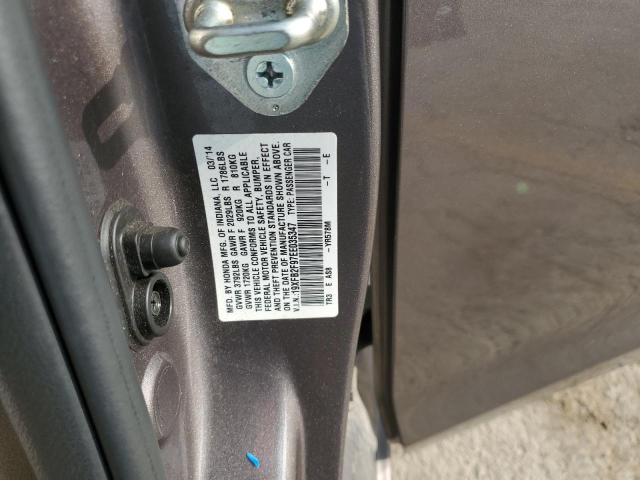 MFD. BY HONDA MFG. OF INDIANA, LLC 03/14
GVWR 3792LBS GAWR F 2029LBS R 1786LBS
GVWR 1720KG GAWR F 920KG R 810KG
THIS VEHICLE CONFORMS TO ALL APPLICABLE
FEDERAL MOTOR VEHICLE SAFETY, BUMPER,
AND THEFT PREVENTION STANDARDS IN EFFECT
ON THE DATE OF MANUFACTURE SHOWN ABOVE.
V.I.N.: 19XFB2F97EE035347 TYPE: PASSENGER CAR
TR3 E AS8 -YR578M -T -E